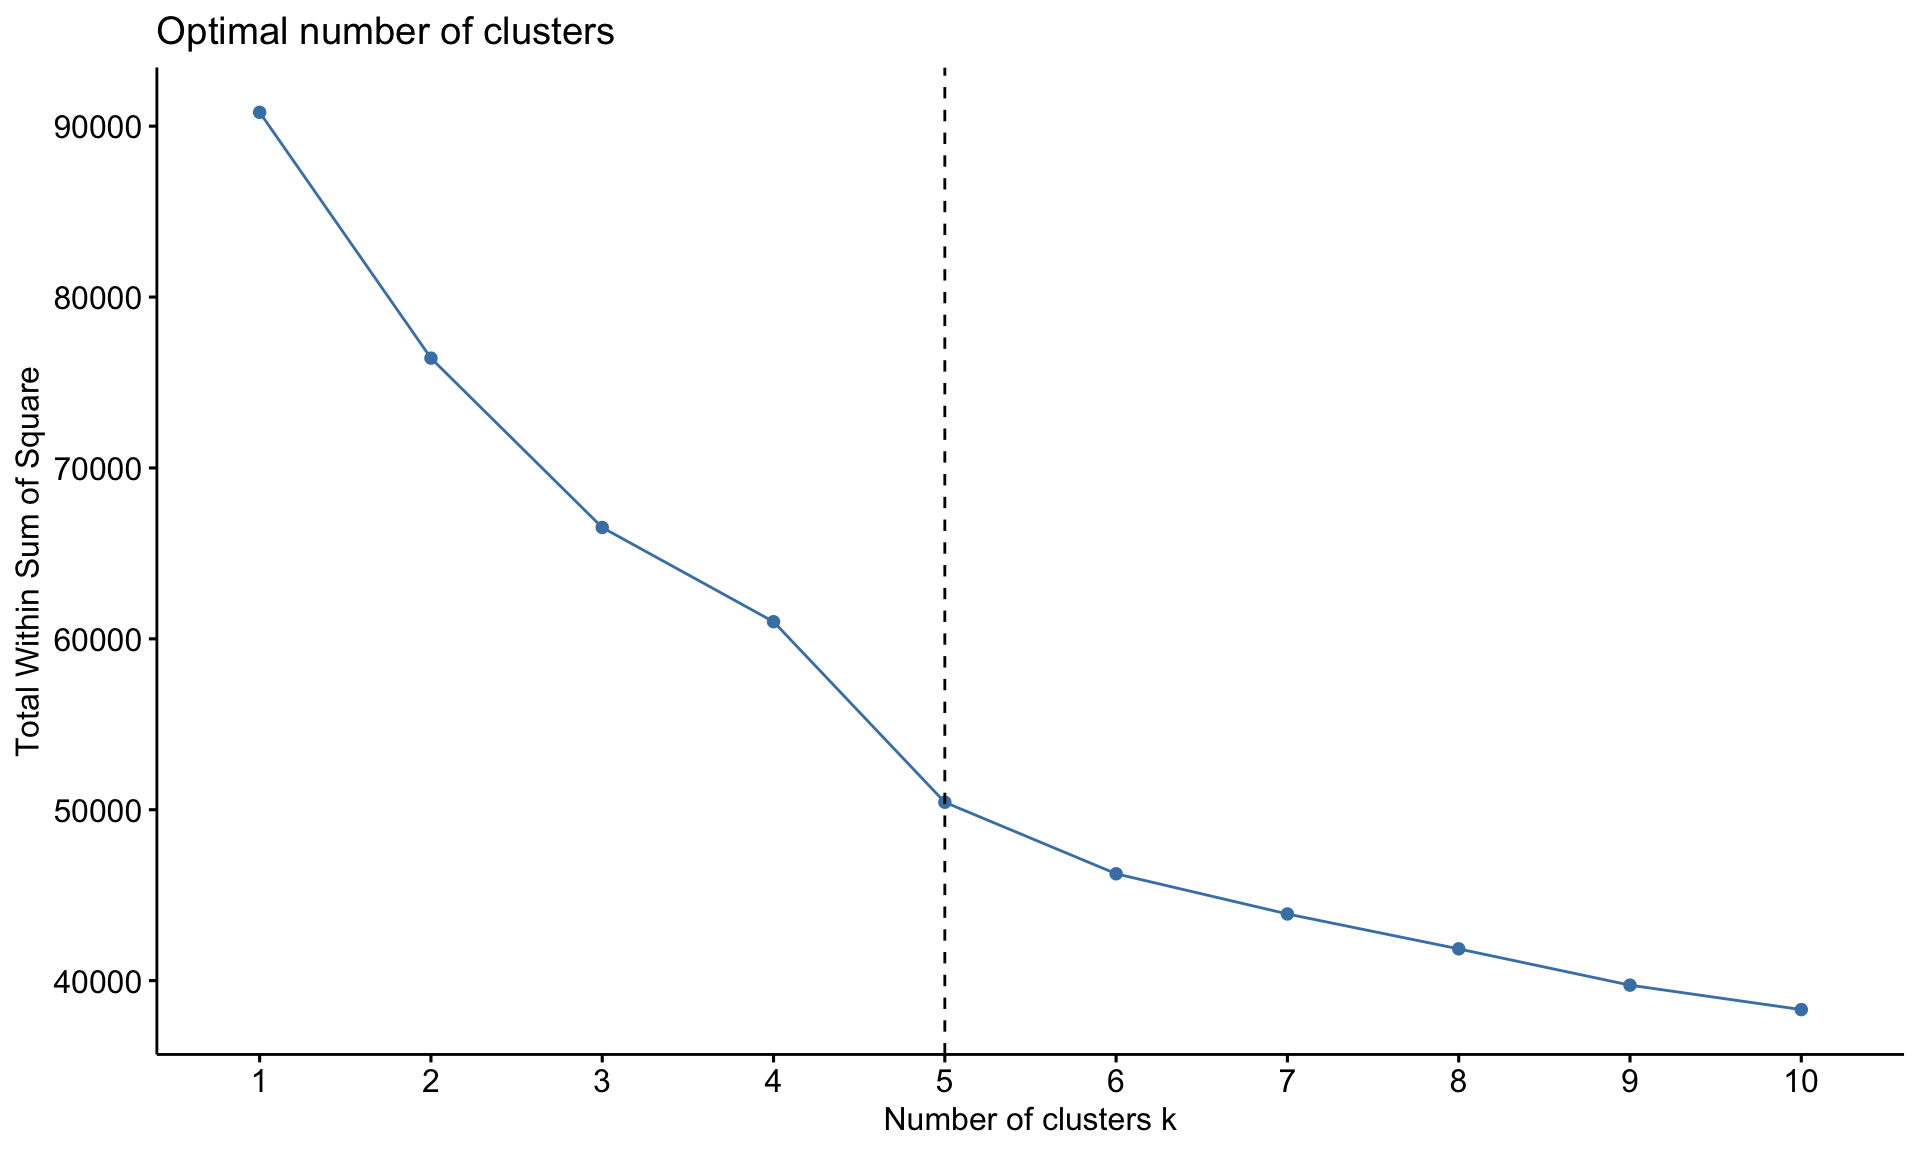 Optimal number of clusters
Total Within Sum of Square
90000
80000
70000
60000
50000
40000
1 2 3 4 5 6 7 8 9 10
Number of clusters k